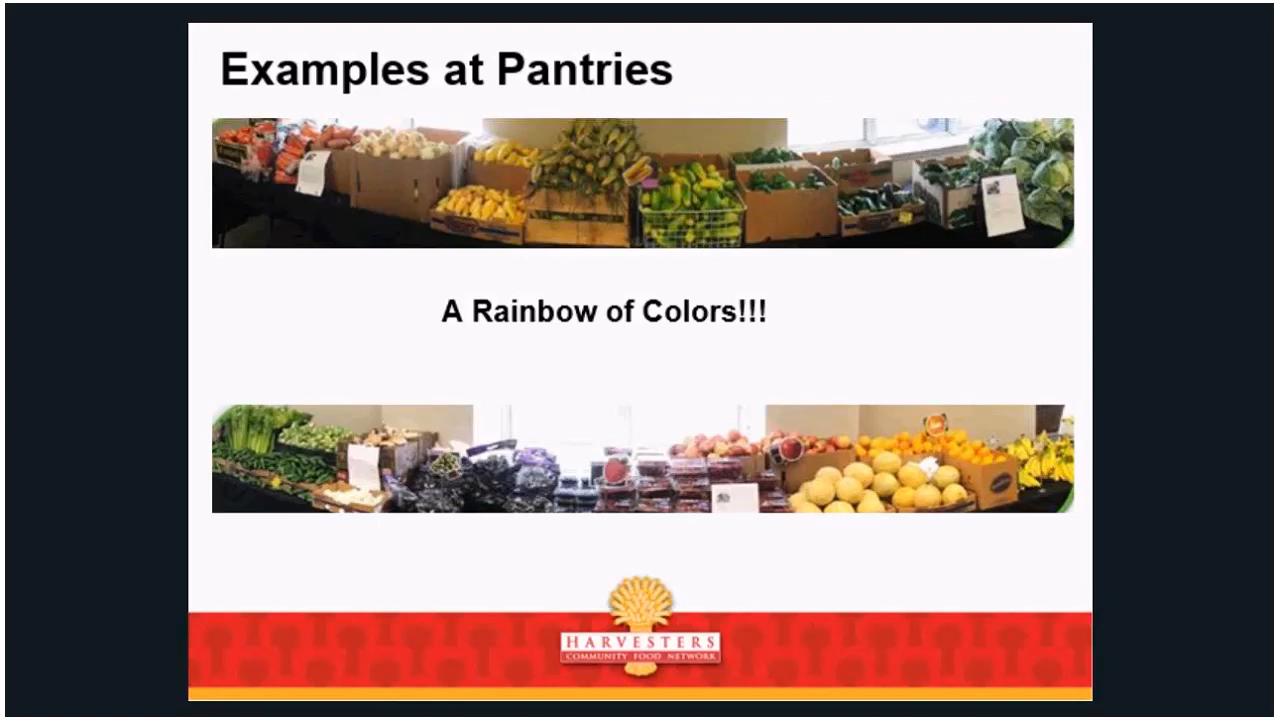 Examples at Pantries
A Rainbow of Colors!!!
HARVESTERS
COMMUNITY FOOD NETWORK